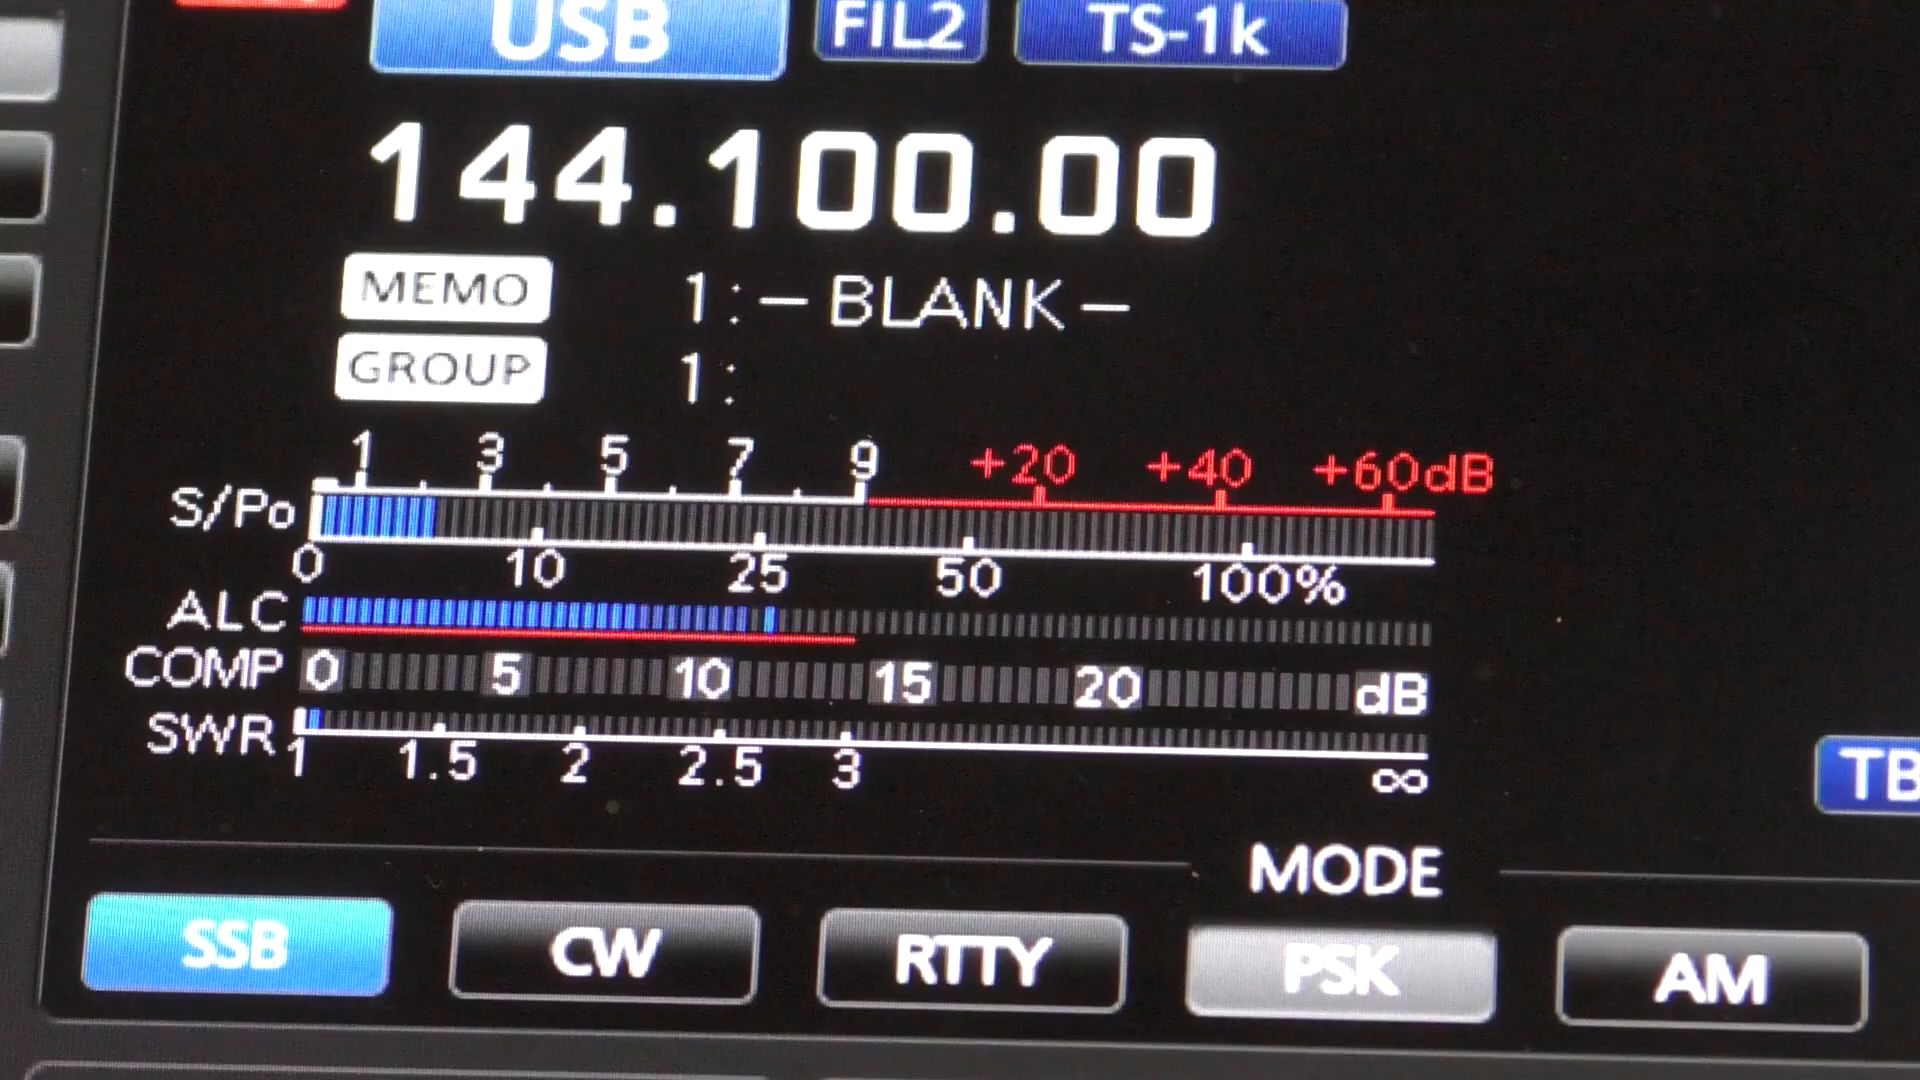 USB FIL2 TS-1k
144.100.00
MEMO 1:-BLANK-
GROUP 1:
1 3 5 7 9 +20 +40 +60dB
S/Po
0 10 25 50 100%
ALC
COMP 0 5 10 15 20 dB
SWR
1 1.5 2 2.5 3 ∞
MODE
SSB CW RTTY PSK AM